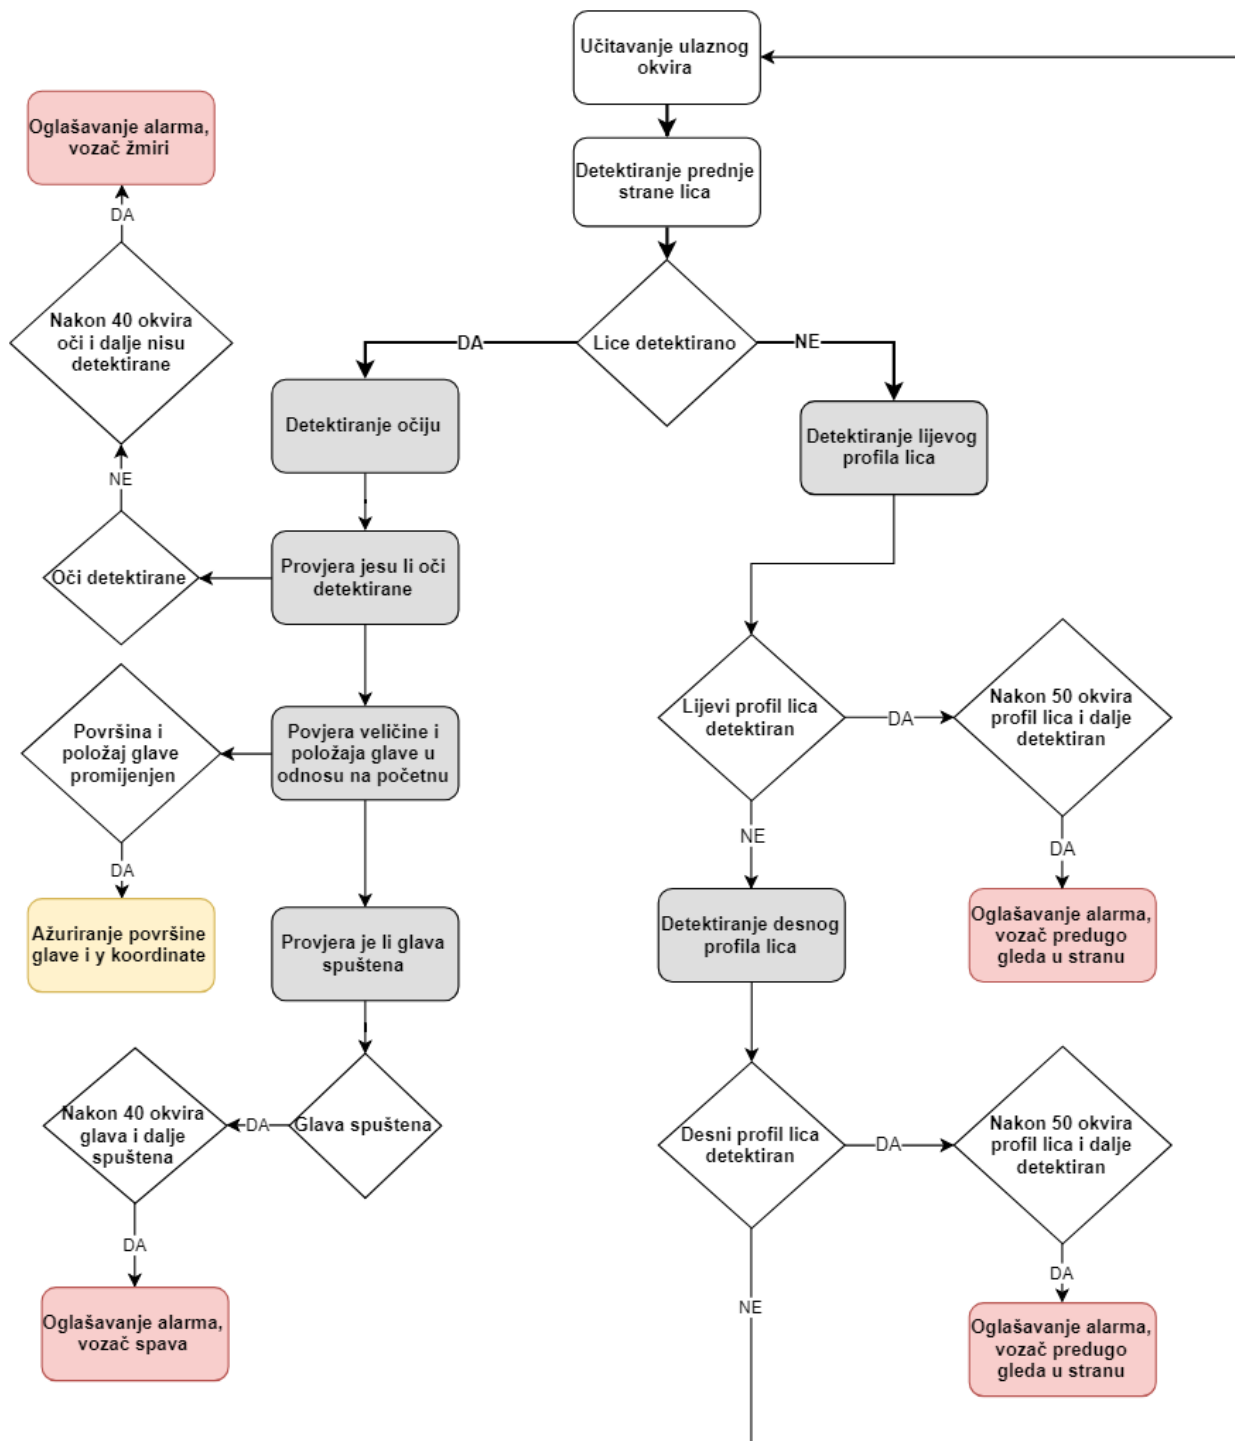 Učitavanje ulaznog
okvira
Detektiranje prednje
strane lica
Lice detektirano
DA
NE
Detektiranje očiju
Provjera jesu li oči
detektirane
Oči detektirane
NE
Nakon 40 okvira
oči i dalje nisu
detektirane
DA
Oglašavanje alarma,
vozač žmiri
Povjera veličine i
položaja glave u
odnosu na početnu
Površina i
položaj glave
promijenjen
DA
Ažuriranje površine
glave i y koordinate
Provjera je li glava
spuštena
Glava spuštena
DA
Nakon 40 okvira
glava i dalje
spuštena
DA
Oglašavanje alarma,
vozač spava
Detektiranje lijevog
profila lica
Lijevi profil lica
detektiran
DA
Nakon 50 okvira
profil lica i dalje
detektiran
DA
Oglašavanje alarma,
vozač predugo
gleda u stranu
NE
Detektiranje desnog
profila lica
Desni profil lica
detektiran
DA
Nakon 50 okvira
profil lica i dalje
detektiran
DA
Oglašavanje alarma,
vozač predugo
gleda u stranu
NE